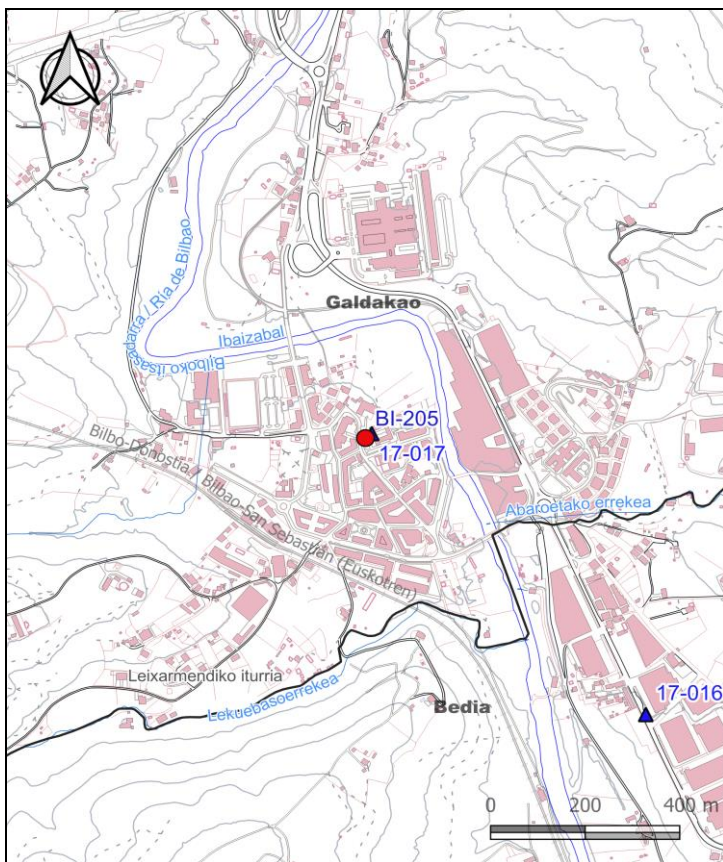 Galdakao
Bilboko itsasadarra / Ría de Bilbao
Ibaizabal
BI-205
17-017
Bilbo-Donostia / Bilbao-San Sebastián (Euskotren)
Abaroetako errekea
Leixarmendiko iturria
Lekuebasoerrekea
17-016
Bedia
0 200 400 m